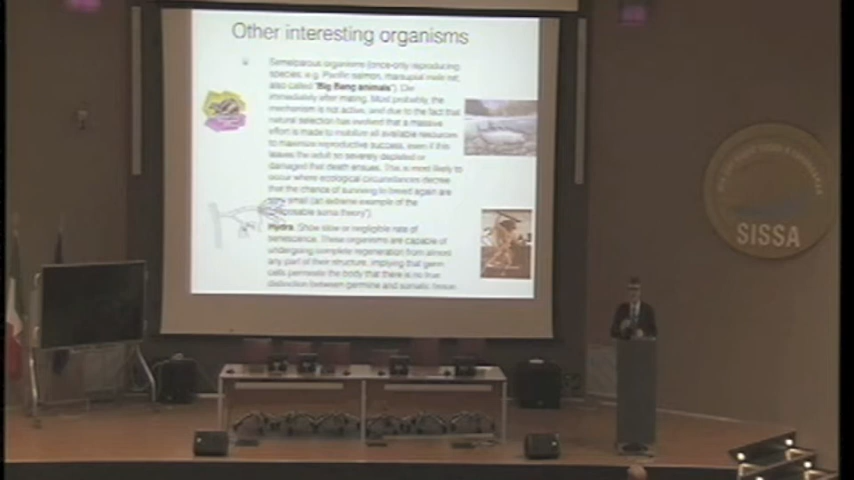 Other interesting organisms
Semelparous organisms (once-only reproducing
species, e.g. Pacific salmon, marsupial male rat,
also called "Big Bang animals"). Die
immediately after mating. Most probably, the
mechanism is not active, and due to the fact that
natural selection has evolved that a massive
effort is made to mobilize all available resources
to maximize reproductive success, even if this
leaves the adult so severely depleted or
damaged that death ensues. This is most likely to
occur where ecological circumstances decree
that the chance of surviving to breed again are
very small (an extreme example of the
"disposable soma theory").
Hydra. Show slow or negligible rate of
senescence. These organisms are capable of
undergoing complete regeneration from almost
any part of their structure, implying that germ
cells permeate the body that there is no true
distinction between germline and somatic tissue.
SISSA